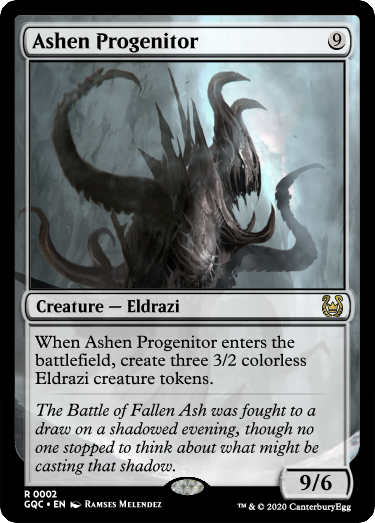 Ashen Progenitor 9
Creature — Eldrazi
When Ashen Progenitor enters the
battlefield, create three 3/2 colorless
Eldrazi creature tokens.
The Battle of Fallen Ash was fought to a
draw on a shadowed evening, though no
one stopped to think about what might be
casting that shadow.
9/6
R 0002
GQC • EN Ramses Melendez
™ & © 2020 CanterburyEgg